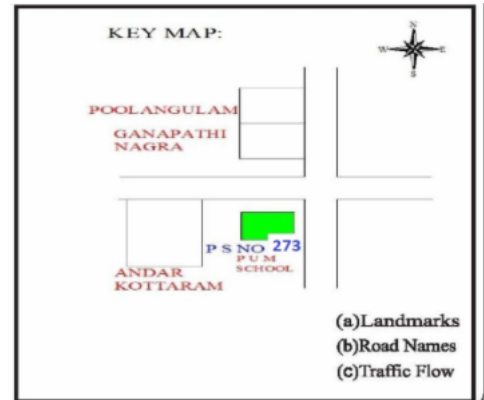 KEY MAP:
N
W E
S
POOLANGULAM
GANAPATHI
NAGRA
P S NO 273
P U M
SCHOOL
ANDAR
KOTTARAM
(a)Landmarks
(b)Road Names
(c)Traffic Flow